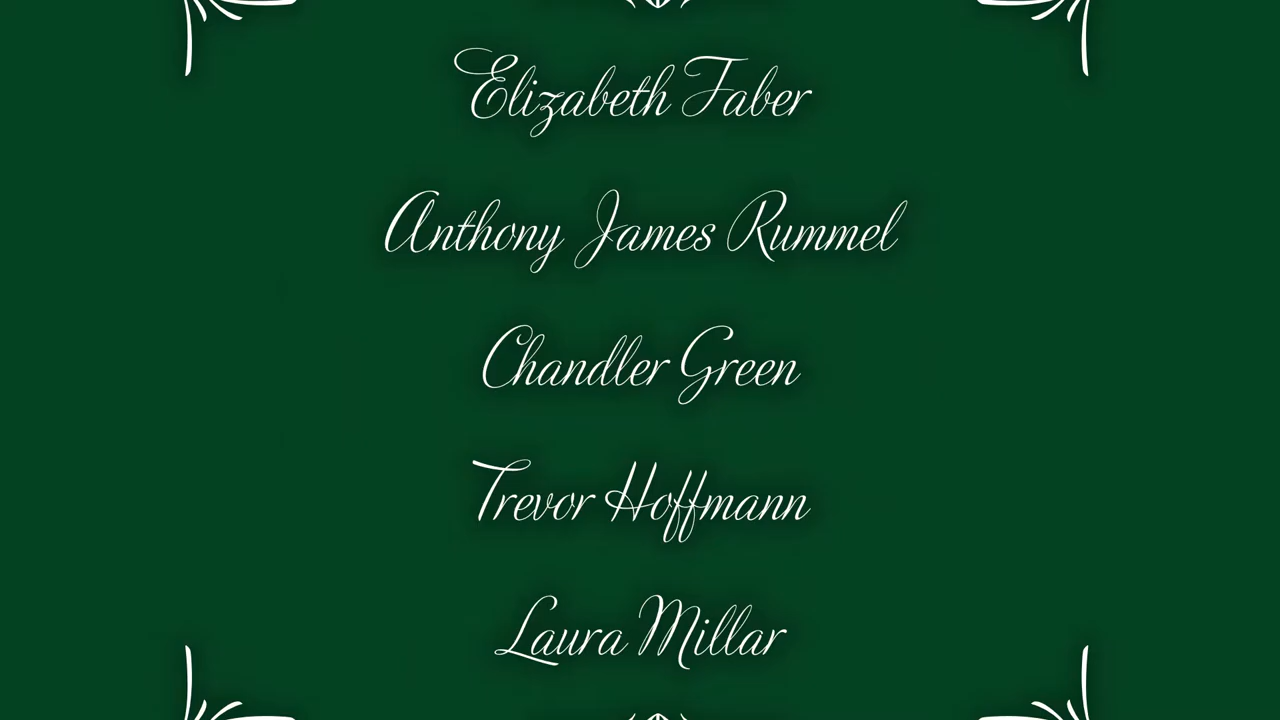 Elizabeth Faber
Anthony James Rummel
Chandler Green
Trevor Hoffmann
Laura Millar